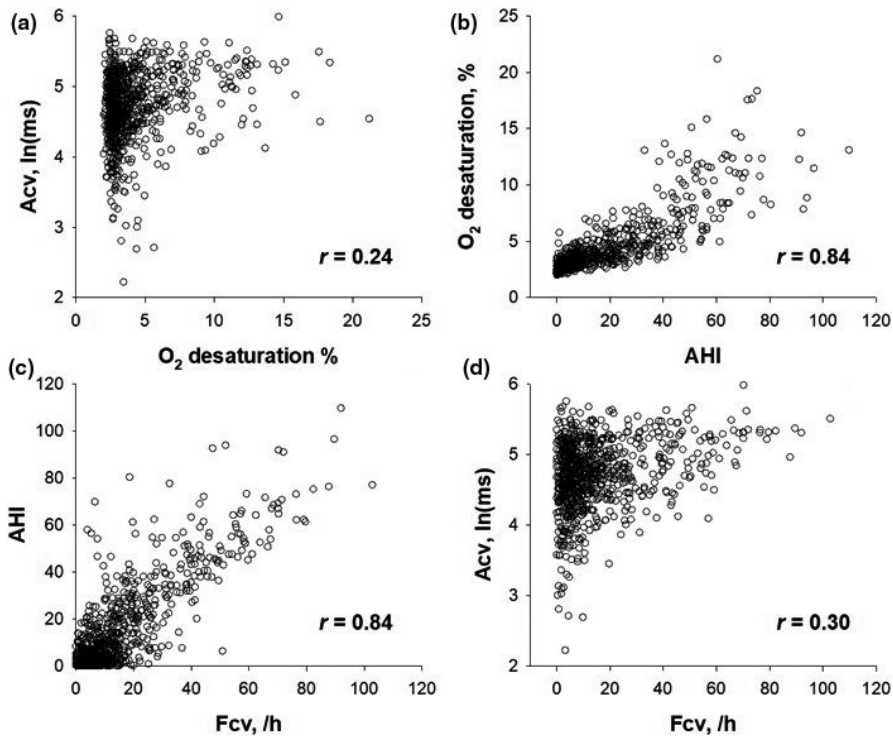 (a)
6
5
4
3
2
Acv, ln(ms)
0 5 10 15 20 25
O₂ desaturation %
r = 0.24
(b)
25
20
15
10
5
0
O₂ desaturation, %
0 20 40 60 80 100 120
AHI
r = 0.84
(c)
120
100
80
60
40
20
0
AHI
0 20 40 60 80 100 120
Fcv, /h
r = 0.84
(d)
6
5
4
3
2
Acv, ln(ms)
0 20 40 60 80 100 120
Fcv, /h
r = 0.30